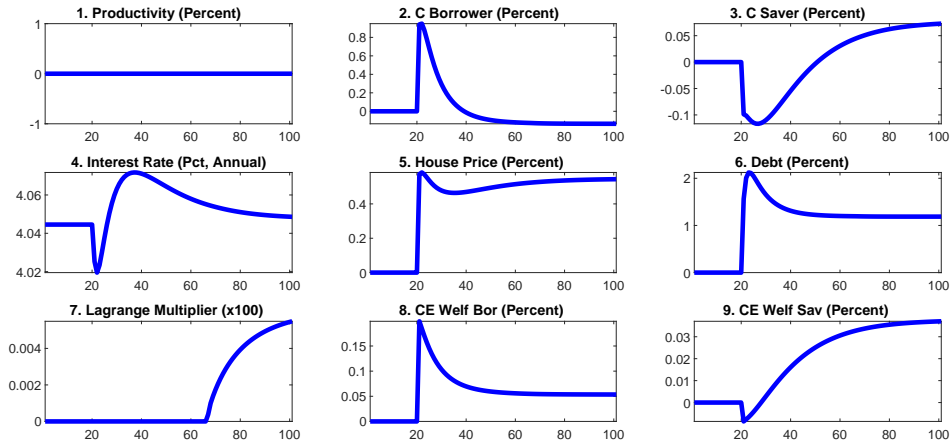 1. Productivity (Percent)
1
0
-1
20 40 60 80 100
2. C Borrower (Percent)
0.8
0.6
0.4
0.2
0
20 40 60 80 100
3. C Saver (Percent)
0.05
0
-0.05
-0.1
20 40 60 80 100
4. Interest Rate (Pct, Annual)
4.06
4.04
4.02
20 40 60 80 100
5. House Price (Percent)
0.4
0.2
0
20 40 60 80 100
6. Debt (Percent)
2
1
0
20 40 60 80 100
7. Lagrange Multiplier (x100)
0.004
0.002
0
20 40 60 80 100
8. CE Welf Bor (Percent)
0.15
0.1
0.05
0
20 40 60 80 100
9. CE Welf Sav (Percent)
0.03
0.02
0.01
0
20 40 60 80 100